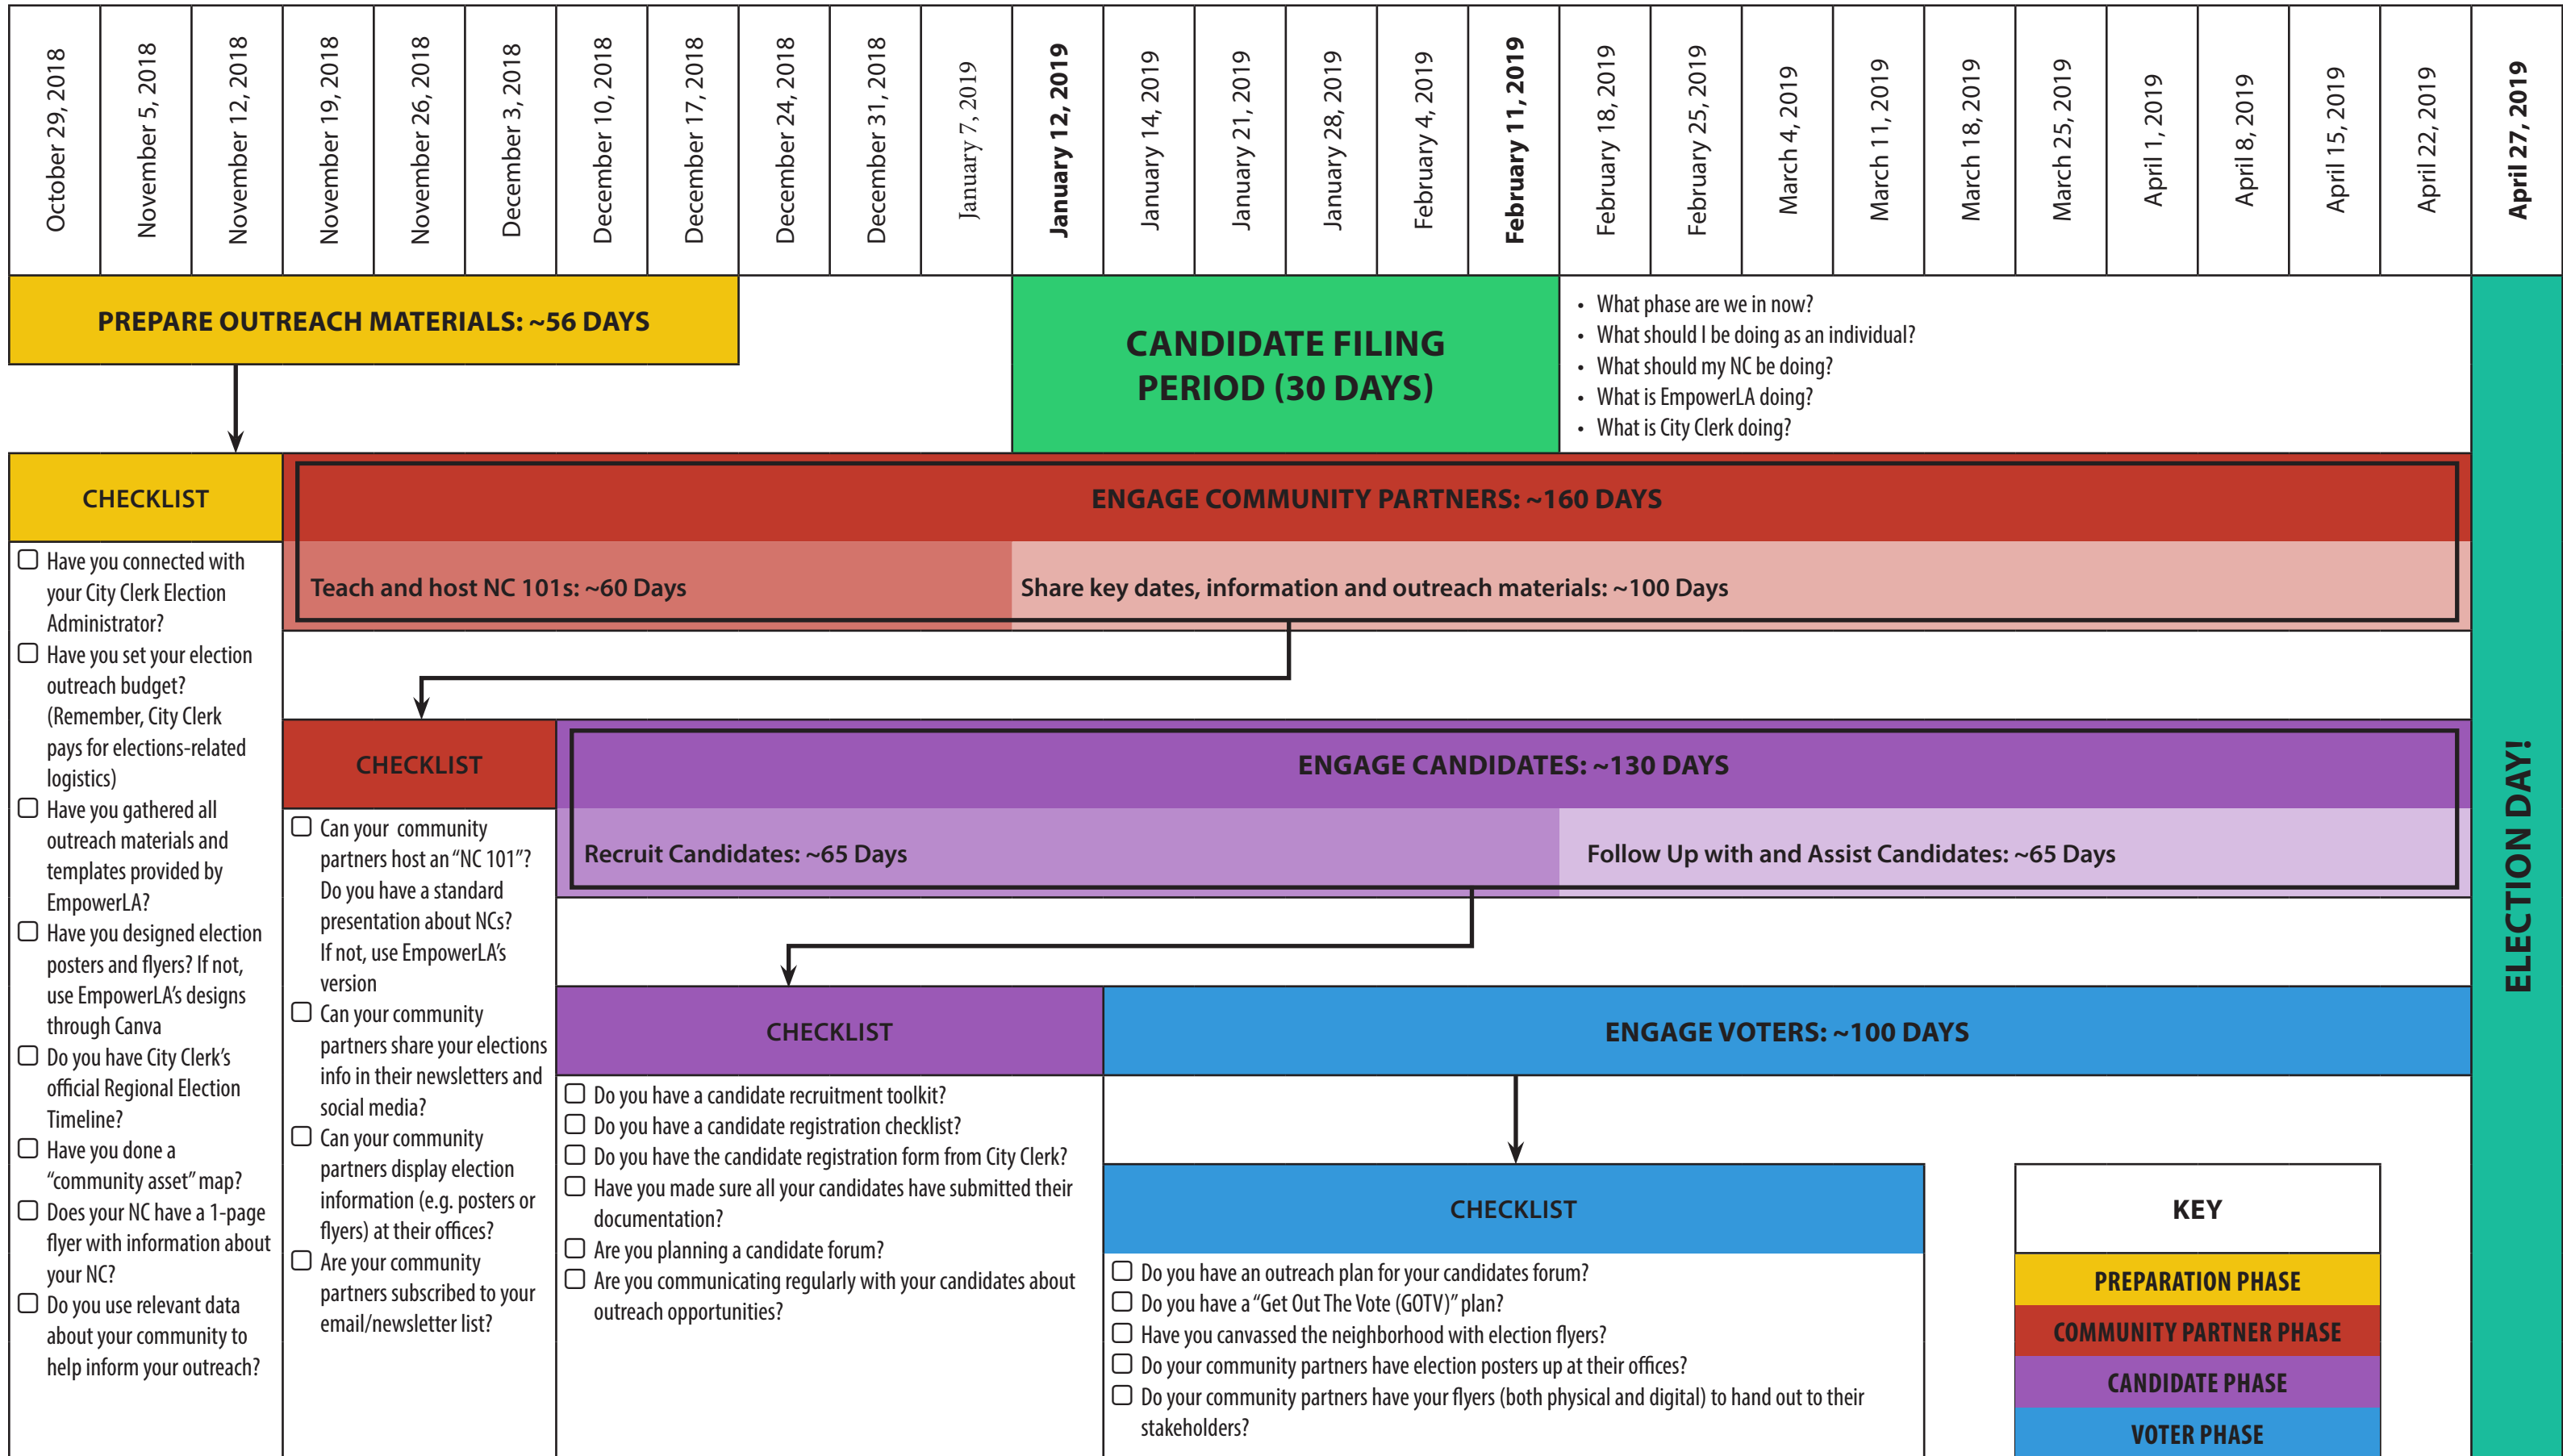 October 29, 2018
November 5, 2018
November 12, 2018
November 19, 2018
November 26, 2018
December 3, 2018
December 10, 2018
December 17, 2018
December 24, 2018
December 31, 2018
January 7, 2019
January 12, 2019
January 14, 2019
January 21, 2019
January 28, 2019
February 4, 2019
February 11, 2019
February 18, 2019
February 25, 2019
March 4, 2019
March 11, 2019
March 18, 2019
March 25, 2019
April 1, 2019
April 8, 2019
April 15, 2019
April 22, 2019
April 27, 2019
PREPARE OUTREACH MATERIALS: ~56 DAYS
CANDIDATE FILING
PERIOD (30 DAYS)
• What phase are we in now?
• What should I be doing as an individual?
• What should my NC be doing?
• What is EmpowerLA doing?
• What is City Clerk doing?
CHECKLIST
Have you connected with
your City Clerk Election
Administrator?
Have you set your election
outreach budget?
(Remember, City Clerk
pays for elections-related
logistics)
Have you gathered all
outreach materials and
templates provided by
EmpowerLA?
Have you designed election
posters and flyers? If not,
use EmpowerLA's designs
through Canva
Do you have City Clerk's
official Regional Election
Timeline?
Have you done a
“community asset” map?
Does your NC have a 1-page
flyer with information about
your NC?
Do you use relevant data
about your community to
help inform your outreach?
ENGAGE COMMUNITY PARTNERS: ~160 DAYS
Teach and host NC 101s: ~60 Days
Share key dates, information and outreach materials: ~100 Days
CHECKLIST
Can your community
partners host an “NC 101”?
Do you have a standard
presentation about NCs?
If not, use EmpowerLA's
version
Can your community
partners share your elections
info in their newsletters and
social media?
Can your community
partners display election
information (e.g. posters or
flyers) at their offices?
Are your community
partners subscribed to your
email/newsletter list?
ENGAGE CANDIDATES: ~130 DAYS
Recruit Candidates: ~65 Days
Follow Up with and Assist Candidates: ~65 Days
CHECKLIST
Do you have a candidate recruitment toolkit?
Do you have a candidate registration checklist?
Do you have the candidate registration form from City Clerk?
Have you made sure all your candidates have submitted their
documentation?
Are you planning a candidate forum?
Are you communicating regularly with your candidates about
outreach opportunities?
ENGAGE VOTERS: ~100 DAYS
CHECKLIST
Do you have an outreach plan for your candidates forum?
Do you have a “Get Out The Vote (GOTV)” plan?
Have you canvassed the neighborhood with election flyers?
Do your community partners have election posters up at their offices?
Do your community partners have your flyers (both physical and digital) to hand out to their
stakeholders?
KEY
PREPARATION PHASE
COMMUNITY PARTNER PHASE
CANDIDATE PHASE
VOTER PHASE
ELECTION DAY!